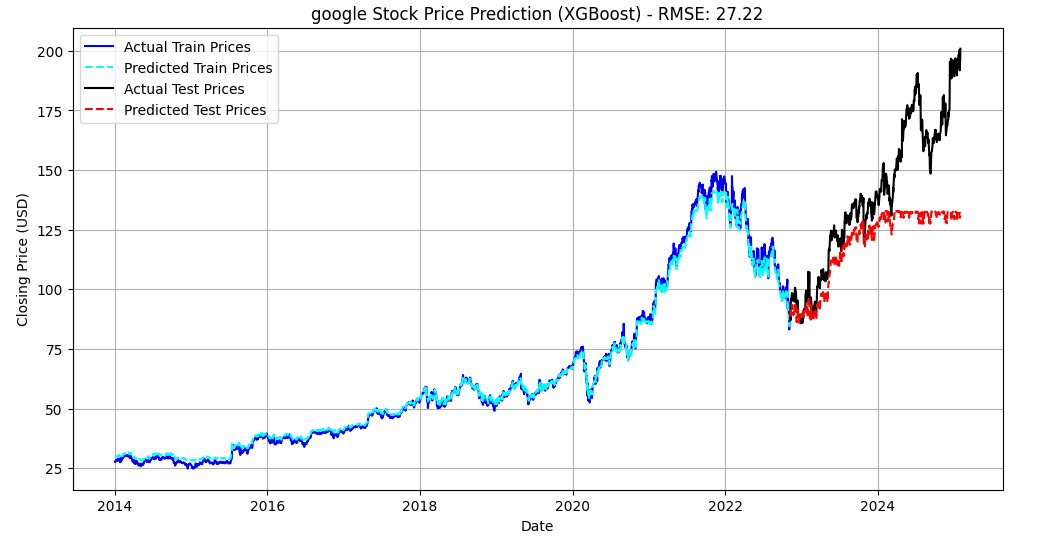 google Stock Price Prediction (XGBoost) - RMSE: 27.22
Actual Train Prices
Predicted Train Prices
Actual Test Prices
Predicted Test Prices
Closing Price (USD)
200
175
150
125
100
75
50
25
2014
2016
2018
2020
2022
2024
Date